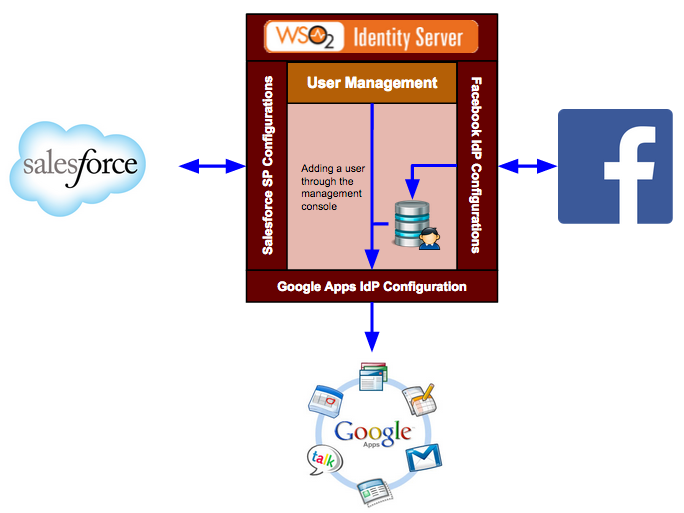 WSO2 Identity Server
User Management
Salesforce SP Configurations
Facebook IdP Configurations
Adding a user
through the
management
console
salesforce
f
Google Apps IdP Configuration
Google
Apps
talk